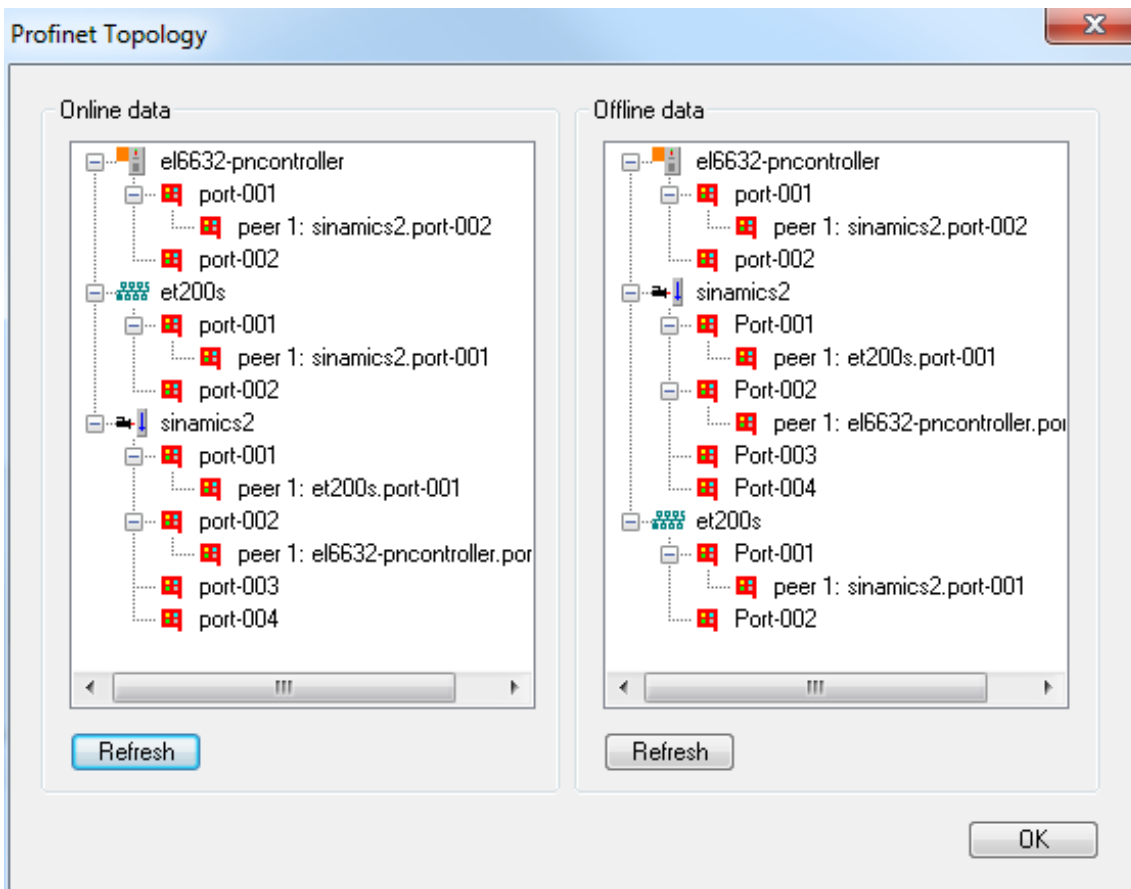 Profinet Topology
Online data
el6632-pncontroller
port-001
peer 1: sinamics2.port-002
port-002
et200s
port-001
peer 1: sinamics2.port-001
port-002
sinamics2
port-001
peer 1: et200s.port-001
port-002
peer 1: el6632-pncontroller.por
port-003
port-004
Refresh
Offline data
el6632-pncontroller
port-001
peer 1: sinamics2.port-002
port-002
sinamics2
Port-001
peer 1: et200s.port-001
Port-002
peer 1: el6632-pncontroller.por
Port-003
Port-004
et200s
Port-001
peer 1: sinamics2.port-001
Port-002
Refresh
OK